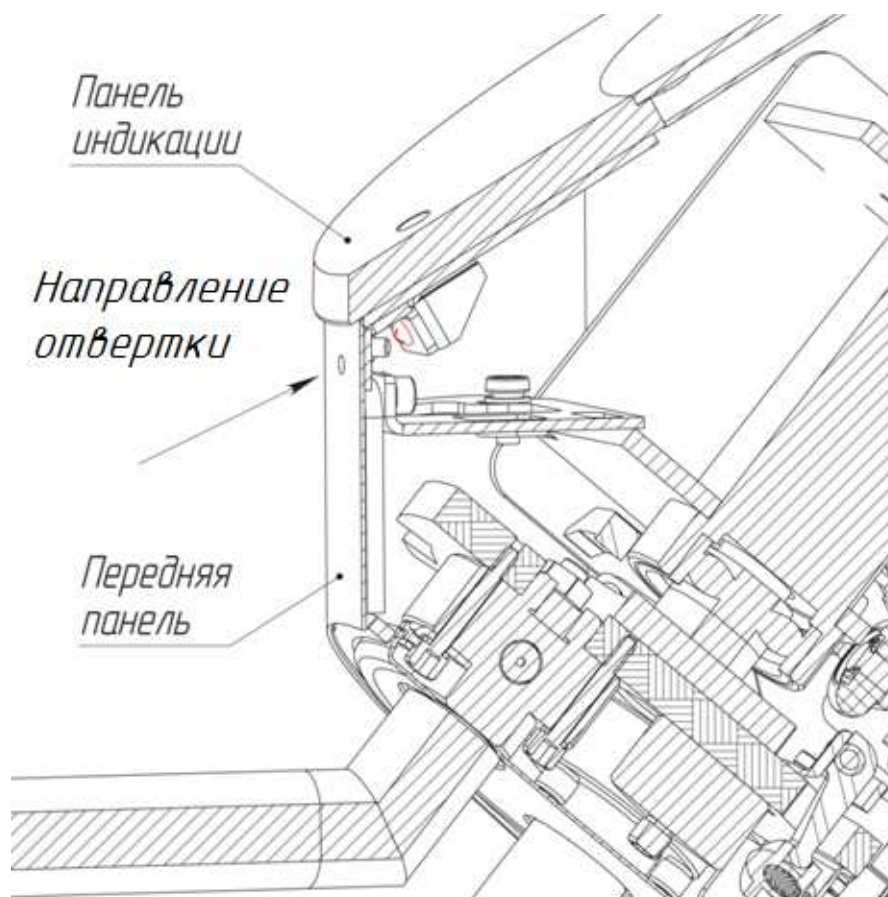 Панель
индикации
Направление
отвертки
Передняя
панель